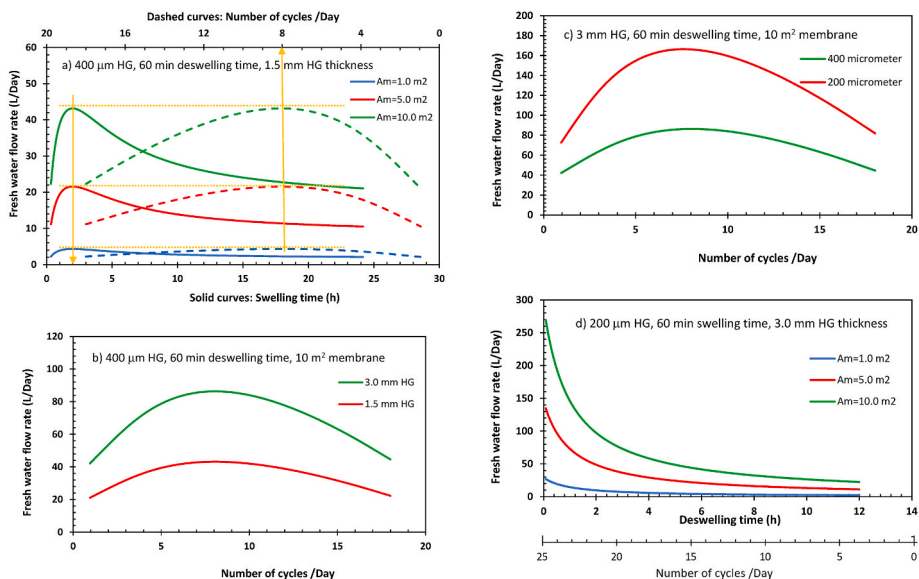 Dashed curves: Number of cycles /Day
20 15 10 5 0
60
50
40
30
20
10
0
Fresh water flow rate (L/Day)
a) 400 μm HG, 60 min deswelling time, 1.5 mm HG thickness
Am=1.0 m2
Am=5.0 m2
Am=10.0 m2
0 5 10 15 20 25 30
Solid curves: Swelling time (h)
120
100
80
60
40
20
0
Fresh water flow rate (L/Day)
b) 400 μm HG, 60 min deswelling time, 10 m² membrane
3.0 mm HG
1.5 mm HG
0 5 10 15 20
Number of cycles /Day
200
180
160
140
120
100
80
60
40
20
0
Fresh water flow rate (L/Day)
c) 3 mm HG, 60 min deswelling time, 10 m² membrane
400 micrometer
200 micrometer
0 5 10 15 20
Number of cycles /Day
300
250
200
150
100
50
0
Fresh water flow rate (L/Day)
d) 200 μm HG, 60 min swelling time, 3.0 mm HG thickness
Am=1.0 m2
Am=5.0 m2
Am=10.0 m2
0 2 4 6 8 10 12 14
Deswelling time (h)
25 20 15 10 5 0
Number of cycles /Day